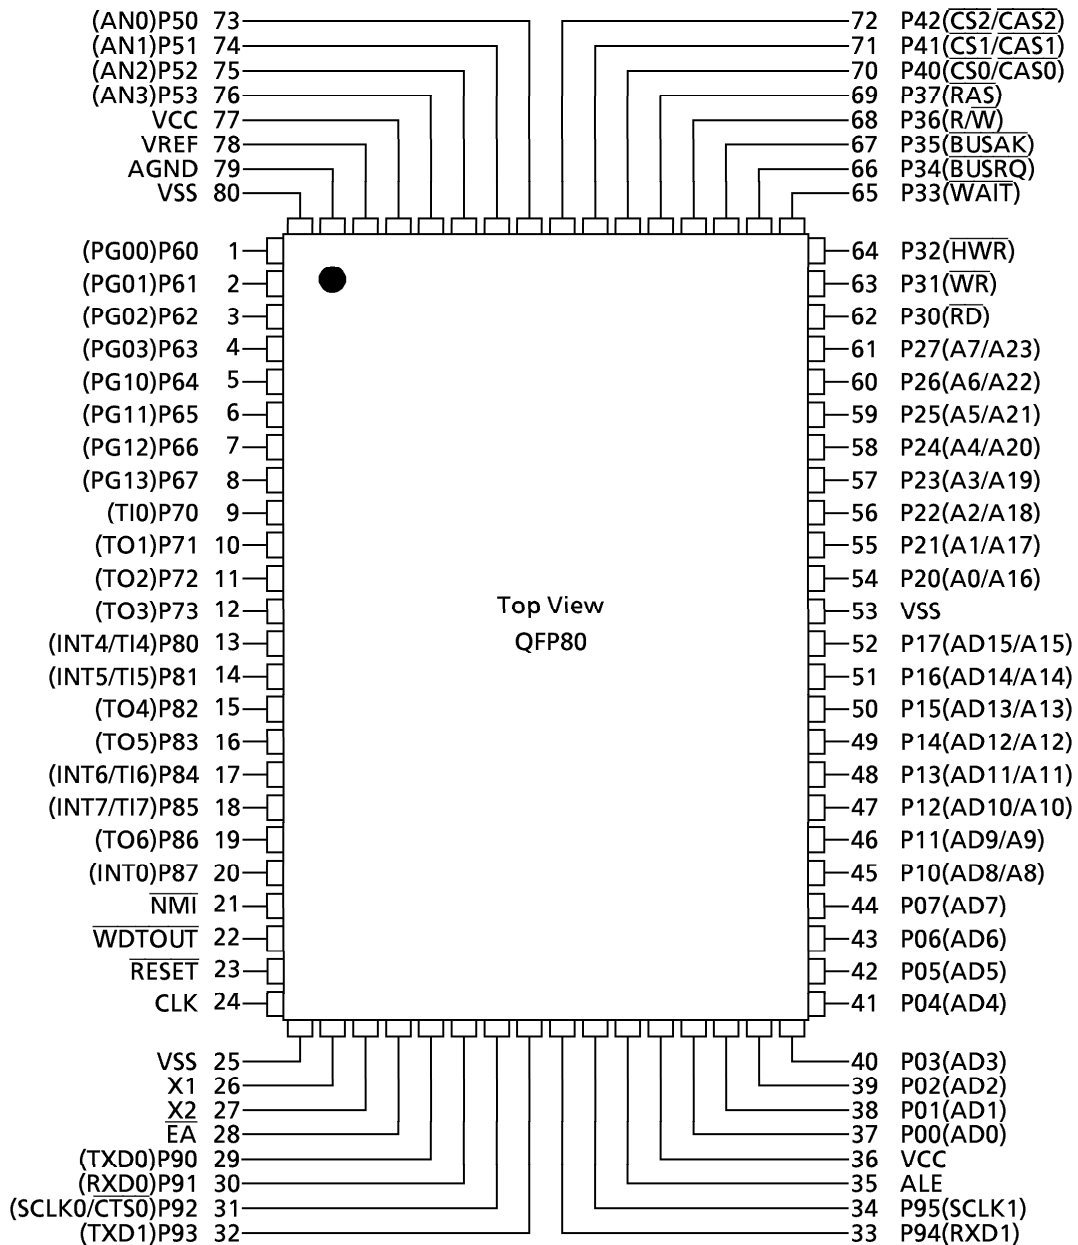 (AN0)P50 73
(AN1)P51 74
(AN2)P52 75
(AN3)P53 76
VCC 77
VREF 78
AGND 79
VSS 80
72 P42(CS2/CAS2)
71 P41(CS1/CAS1)
70 P40(CS0/CAS0)
69 P37(RAS)
68 P36(R/W)
67 P35(BUSAK)
66 P34(BUSRQ)
65 P33(WAIT)
(PG00)P60 1
(PG01)P61 2
(PG02)P62 3
(PG03)P63 4
(PG10)P64 5
(PG11)P65 6
(PG12)P66 7
(PG13)P67 8
(TI0)P70 9
(TO1)P71 10
(TO2)P72 11
(TO3)P73 12
(INT4/TI4)P80 13
(INT5/TI5)P81 14
(TO4)P82 15
(TO5)P83 16
(INT6/TI6)P84 17
(INT7/TI7)P85 18
(TO6)P86 19
(INT0)P87 20
NMI 21
WDTOUT 22
RESET 23
CLK 24
Top View
QFP80
64 P32(HWR)
63 P31(WR)
62 P30(RD)
61 P27(A7/A23)
60 P26(A6/A22)
59 P25(A5/A21)
58 P24(A4/A20)
57 P23(A3/A19)
56 P22(A2/A18)
55 P21(A1/A17)
54 P20(A0/A16)
53 VSS
52 P17(AD15/A15)
51 P16(AD14/A14)
50 P15(AD13/A13)
49 P14(AD12/A12)
48 P13(AD11/A11)
47 P12(AD10/A10)
46 P11(AD9/A9)
45 P10(AD8/A8)
44 P07(AD7)
43 P06(AD6)
42 P05(AD5)
41 P04(AD4)
VSS 25
X1 26
X2 27
EA 28
(TXD0)P90 29
(RXD0)P91 30
(SCLK0/CTS0)P92 31
(TXD1)P93 32
40 P03(AD3)
39 P02(AD2)
38 P01(AD1)
37 P00(AD0)
36 VCC
35 ALE
34 P95(SCLK1)
33 P94(RXD1)